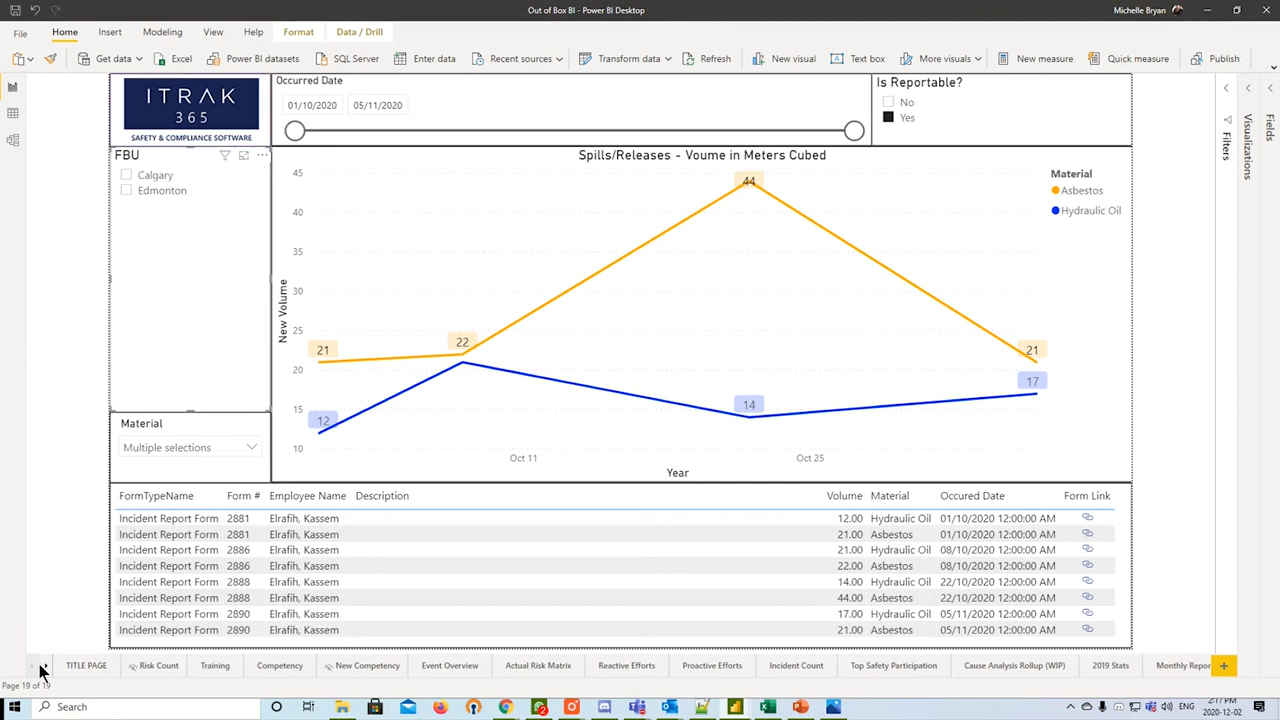 Out of Box BI - Power BI Desktop
Michelle Bryan
File Home Insert Modeling View Help Format Data / Drill
Get data Excel Power BI datasets SQL Server Enter data Recent sources Transform data Refresh New visual Text box More visuals New measure Quick measure Publish
ITRAK
365
SAFETY & COMPLIANCE SOFTWARE
Occurred Date
01/10/2020 05/11/2020
Is Reportable?
No
Yes
Filters
Visualizations
Fields
FBU
Calgary
Edmonton
Material
Multiple selections
Spills/Releases - Voume in Meters Cubed
Material
Asbestos
Hydraulic Oil
New Volume
45
40
35
30
25
20
15
10
21
22
44
21
12
14
17
Oct 11 Oct 25
Year
FormTypeName Form # Employee Name Description Volume Material Occured Date Form Link
Incident Report Form 2881 Elrafih, Kassem 12.00 Hydraulic Oil 01/10/2020 12:00:00 AM
Incident Report Form 2881 Elrafih, Kassem 21.00 Asbestos 01/10/2020 12:00:00 AM
Incident Report Form 2886 Elrafih, Kassem 21.00 Hydraulic Oil 08/10/2020 12:00:00 AM
Incident Report Form 2886 Elrafih, Kassem 22.00 Asbestos 08/10/2020 12:00:00 AM
Incident Report Form 2888 Elrafih, Kassem 14.00 Hydraulic Oil 22/10/2020 12:00:00 AM
Incident Report Form 2888 Elrafih, Kassem 44.00 Asbestos 22/10/2020 12:00:00 AM
Incident Report Form 2890 Elrafih, Kassem 17.00 Hydraulic Oil 05/11/2020 12:00:00 AM
Incident Report Form 2890 Elrafih, Kassem 21.00 Asbestos 05/11/2020 12:00:00 AM
TITLE PAGE Risk Count Training Competency New Competency Event Overview Actual Risk Matrix Reactive Efforts Proactive Efforts Incident Count Top Safety Participation Cause Analysis Rollup (WIP) 2019 Stats Monthly Repor
Page 19 of 19
Search
ENG
2:17 PM
2020-12-02